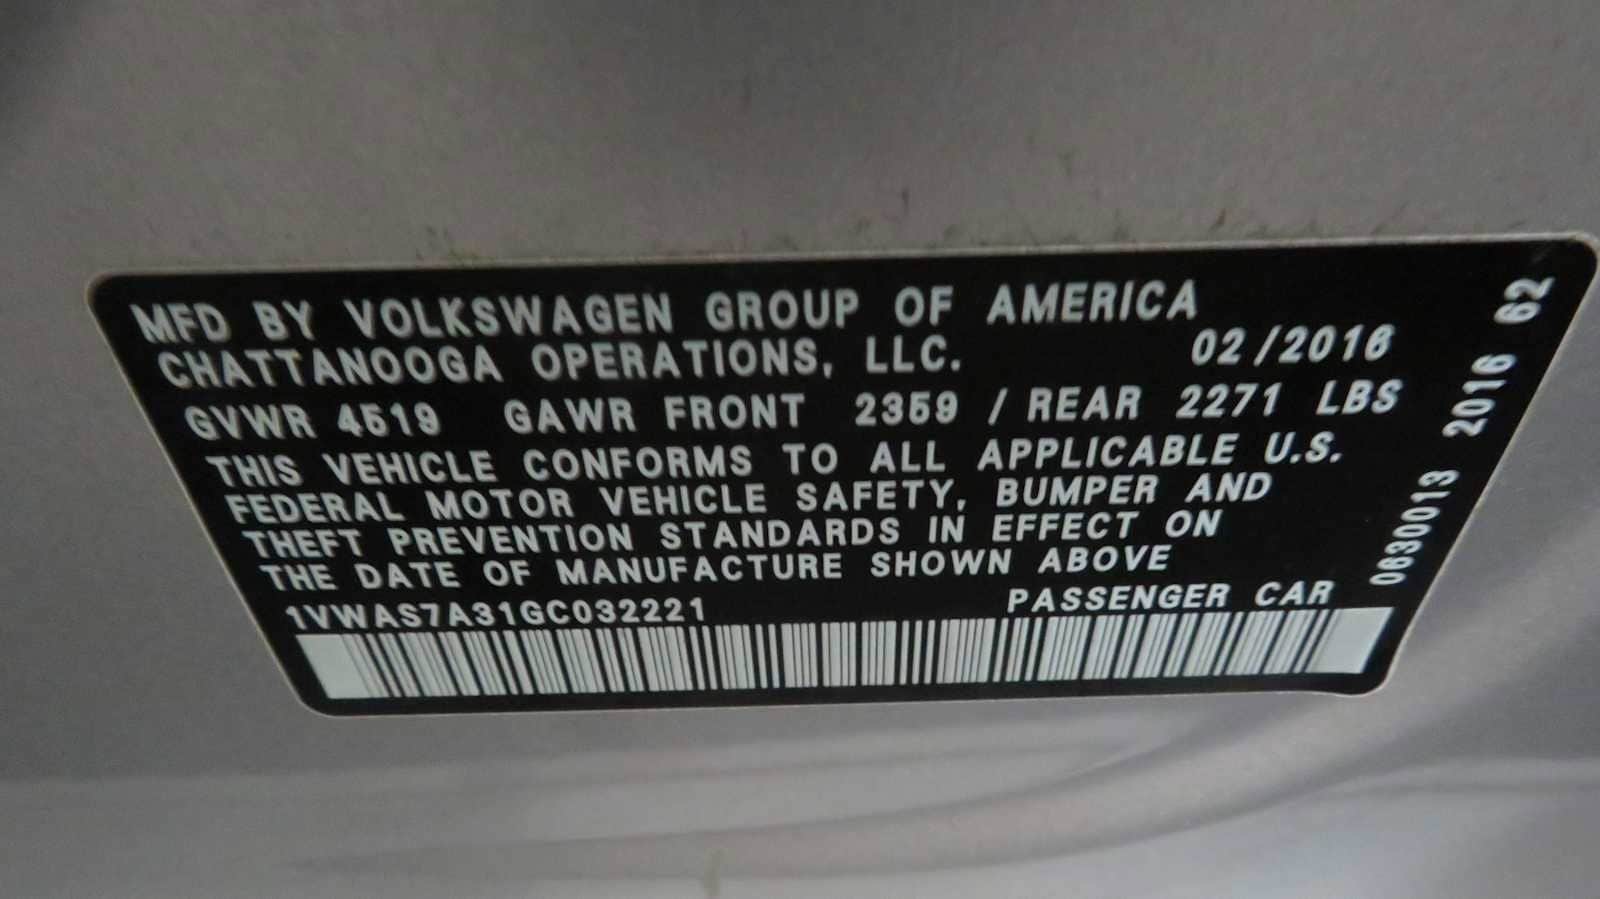 MFD BY VOLKSWAGEN GROUP OF AMERICA
CHATTANOOGA OPERATIONS, LLC. 02/2016
GVWR 4519 GAWR FRONT 2359 / REAR 2271 LBS
THIS VEHICLE CONFORMS TO ALL APPLICABLE U.S.
FEDERAL MOTOR VEHICLE SAFETY, BUMPER AND
THEFT PREVENTION STANDARDS IN EFFECT ON
THE DATE OF MANUFACTURE SHOWN ABOVE
1VWAS7A31GC032221 PASSENGER CAR
0630013 2016 62